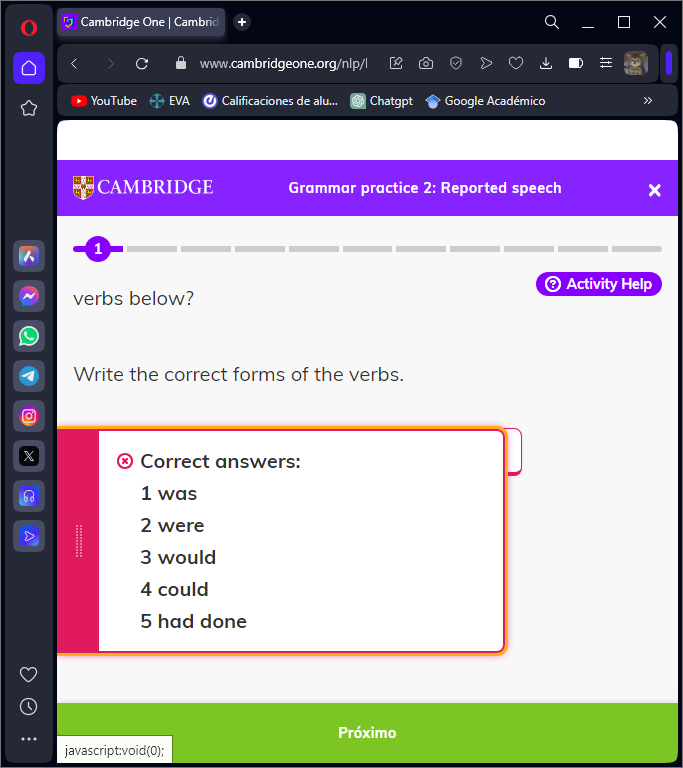 Cambridge One | Cambrid
www.cambridgeone.org/nlp/l
YouTube
EVA
Calificaciones de alu...
Chatgpt
Google Académico
»
CAMBRIDGE
Grammar practice 2: Reported speech
1
Activity Help
verbs below?
Write the correct forms of the verbs.
Correct answers:
1 was
2 were
3 would
4 could
5 had done
Próximo
javascript:void(0);